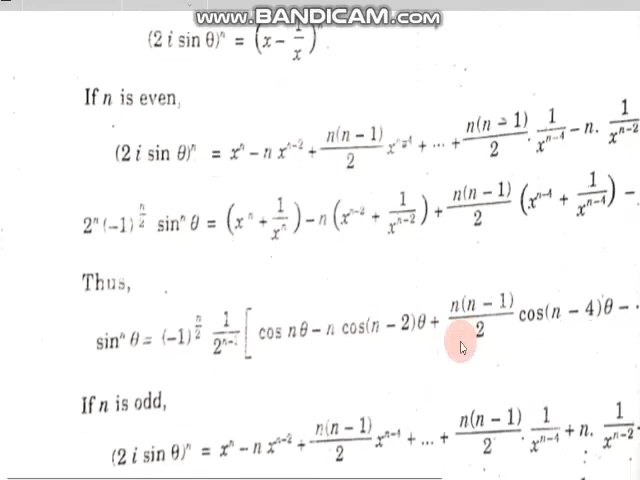 WWW.BANDICAM.COM
(2 i sin θ)ⁿ = (x − 1/x)ⁿ
If n is even,
(2 i sin θ)ⁿ = xⁿ − n xⁿ⁻² + n(n − 1)/2 xⁿ⁻⁴ + ... + n(n − 1)/2 . 1/xⁿ⁻⁴ − n. 1/xⁿ⁻²
2ⁿ (−1)^(n/2) sinⁿ θ = (xⁿ + 1/xⁿ) − n (xⁿ⁻² + 1/xⁿ⁻²) + n(n − 1)/2 (xⁿ⁻⁴ + 1/xⁿ⁻⁴) −
Thus,
sinⁿ θ = (−1)^(n/2) 1/2ⁿ⁻¹ [ cos nθ − n cos(n − 2)θ + n(n − 1)/2 cos(n − 4)θ −
If n is odd,
(2 i sin θ)ⁿ = xⁿ − n xⁿ⁻² + n(n − 1)/2 xⁿ⁻⁴ + ... + n(n − 1)/2 . 1/xⁿ⁻⁴ + n. 1/xⁿ⁻²